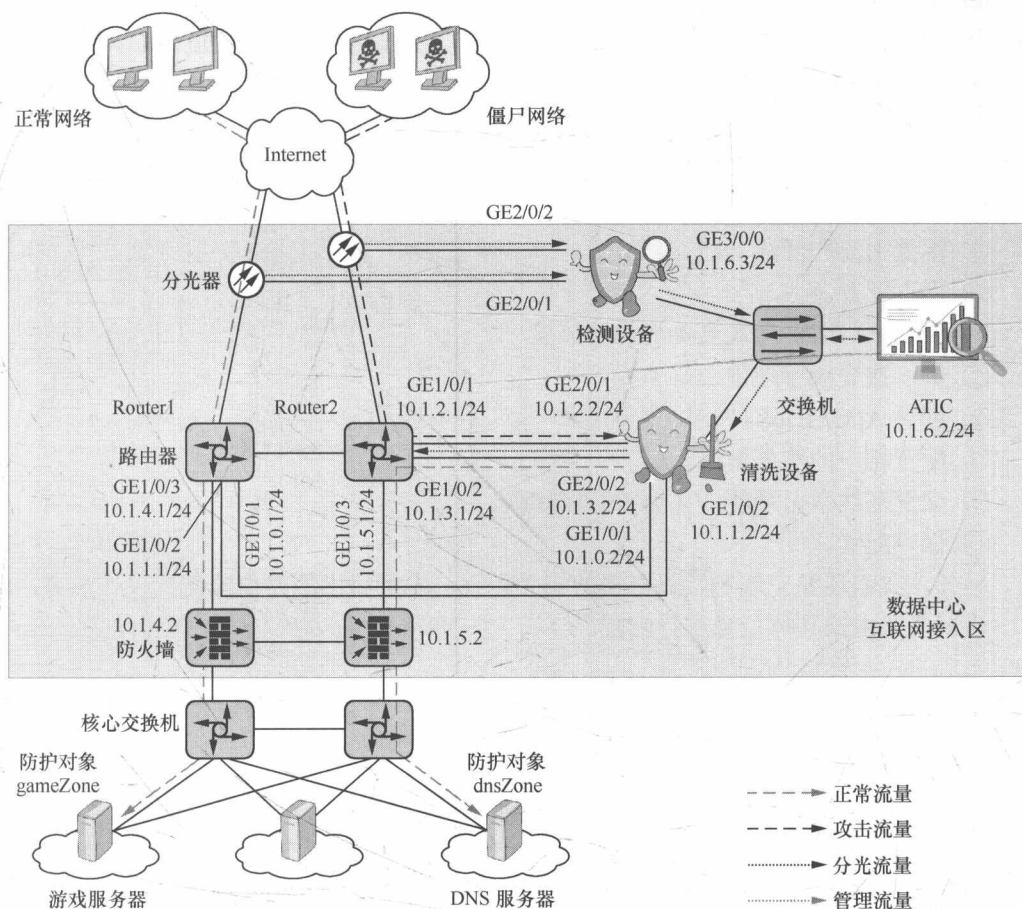 正常网络
僵尸网络
Internet
GE2/0/2
GE3/0/0
10.1.6.3/24
分光器
GE2/0/1
检测设备
GE1/0/1
10.1.2.1/24
GE2/0/1
10.1.2.2/24
交换机
ATIC
10.1.6.2/24
Router1
Router2
路由器
清洗设备
GE1/0/3
10.1.4.1/24
GE1/0/1
10.1.0.1/24
GE1/0/3
10.1.5.1/24
GE1/0/2
10.1.3.1/24
GE2/0/2
10.1.3.2/24
GE1/0/2
10.1.1.2/24
GE1/0/2
10.1.1.1/24
GE1/0/1
10.1.0.2/24
数据中心
互联网接入区
10.1.4.2
防火墙
10.1.5.2
核心交换机
防护对象
gameZone
防护对象
dnsZone
正常流量
攻击流量
分光流量
管理流量
游戏服务器
DNS 服务器